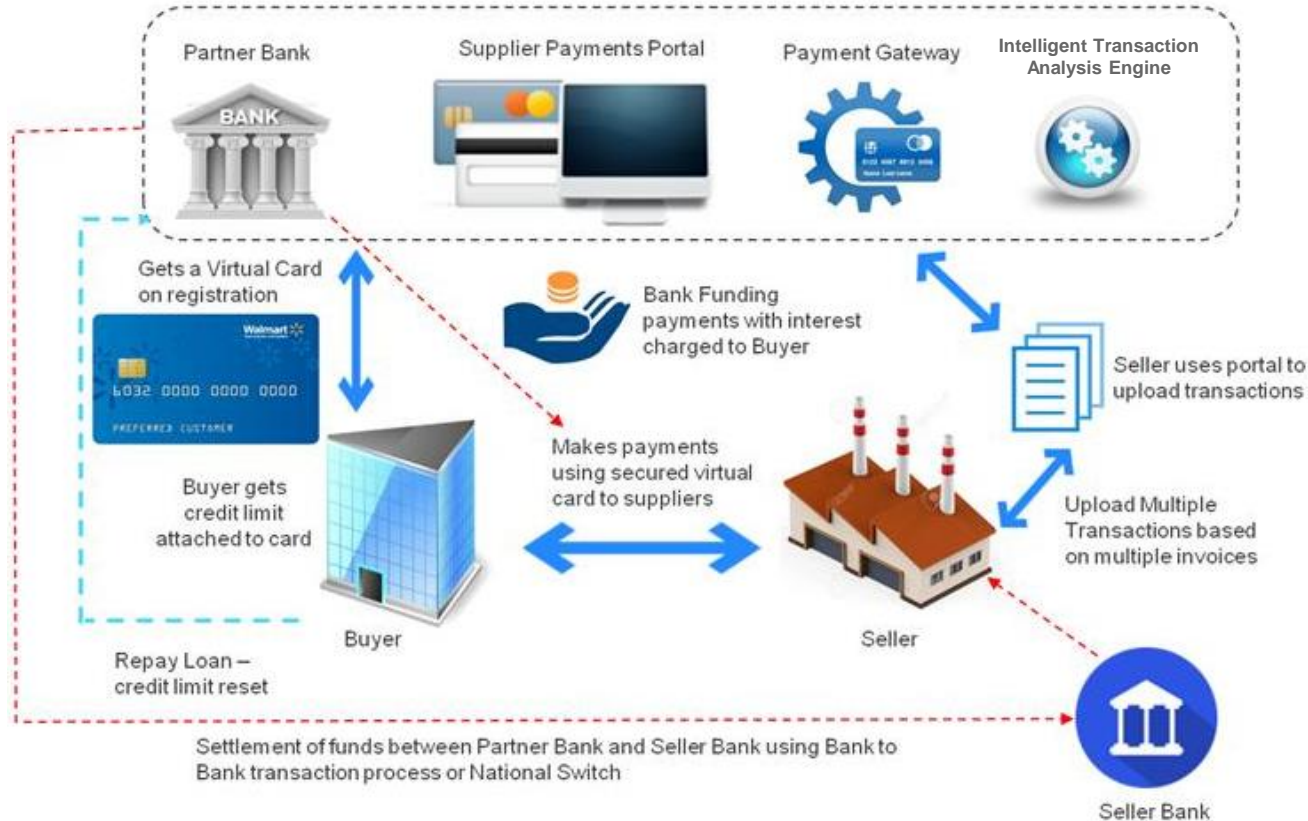 Partner Bank
Supplier Payments Portal
Payment Gateway
Intelligent Transaction
Analysis Engine
BANK
Gets a Virtual Card
on registration
Walmart
6032 0000 0000 0000
PREFERRED CUSTOMER
Bank Funding
payments with interest
charged to Buyer
Seller uses portal to
upload transactions
Buyer gets
credit limit
attached to card
Makes payments
using secured virtual
card to suppliers
Upload Multiple
Transactions based
on multiple invoices
Buyer
Seller
Repay Loan –
credit limit reset
Settlement of funds between Partner Bank and Seller Bank using Bank to
Bank transaction process or National Switch
Seller Bank